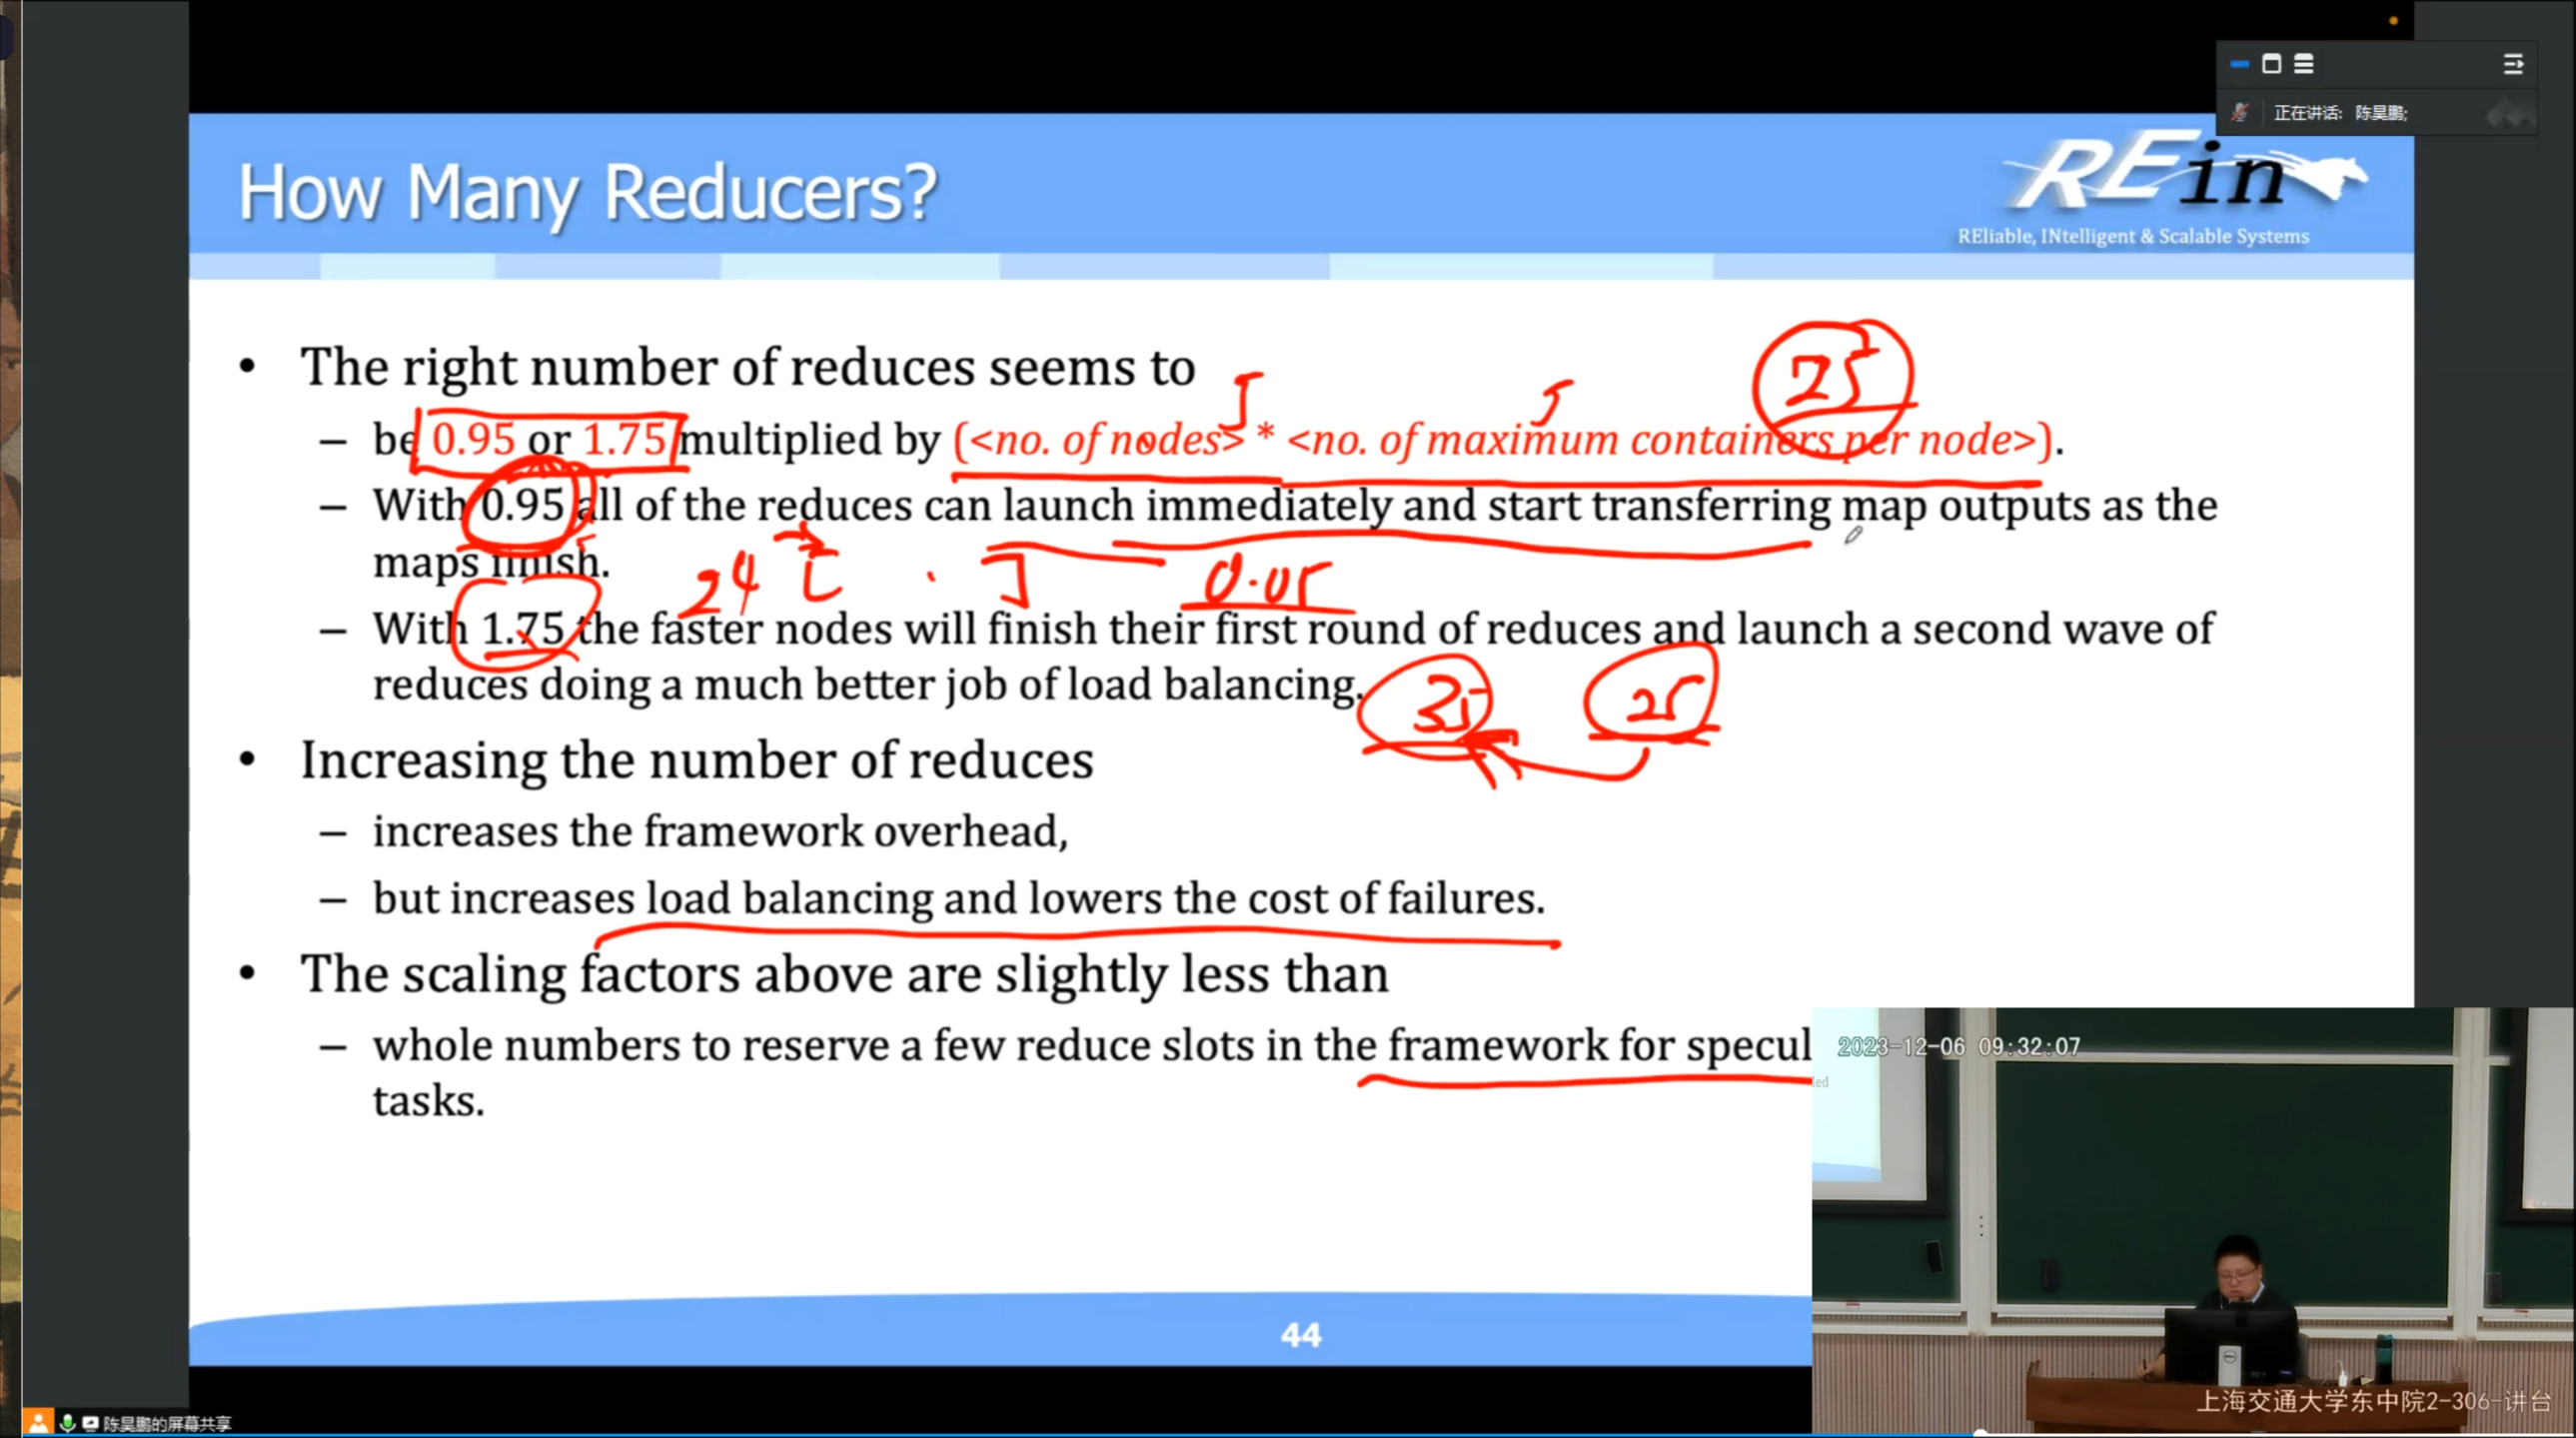 正在讲话: 陈昊鹏;
How Many Reducers?
REin
REliable, INtelligent & Scalable Systems
• The right number of reduces seems to
25
5 5
– be 0.95 or 1.75 multiplied by (<no. of nodes> * <no. of maximum containers per node>).
– With 0.95 all of the reduces can launch immediately and start transferring map outputs as the
maps finish.
24
0.05
– With 1.75 the faster nodes will finish their first round of reduces and launch a second wave of
reduces doing a much better job of load balancing.
35 25
• Increasing the number of reduces
– increases the framework overhead,
– but increases load balancing and lowers the cost of failures.
• The scaling factors above are slightly less than
– whole numbers to reserve a few reduce slots in the framework for specul
tasks.
2023-12-06 09:32:07
44
上海交通大学东中院2-306-讲台
陈昊鹏的屏幕共享